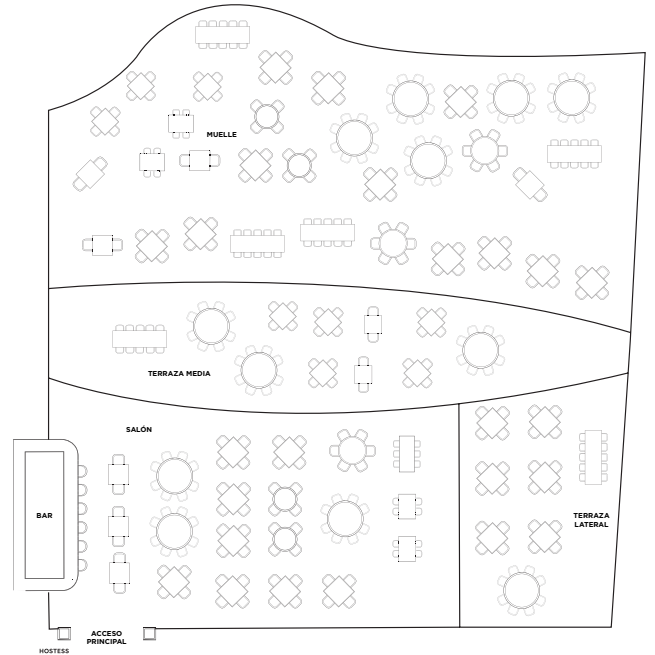 MUELLE
TERRAZA MEDIA
SALÓN
BAR
TERRAZA
LATERAL
ACCESO
PRINCIPAL
HOSTESS